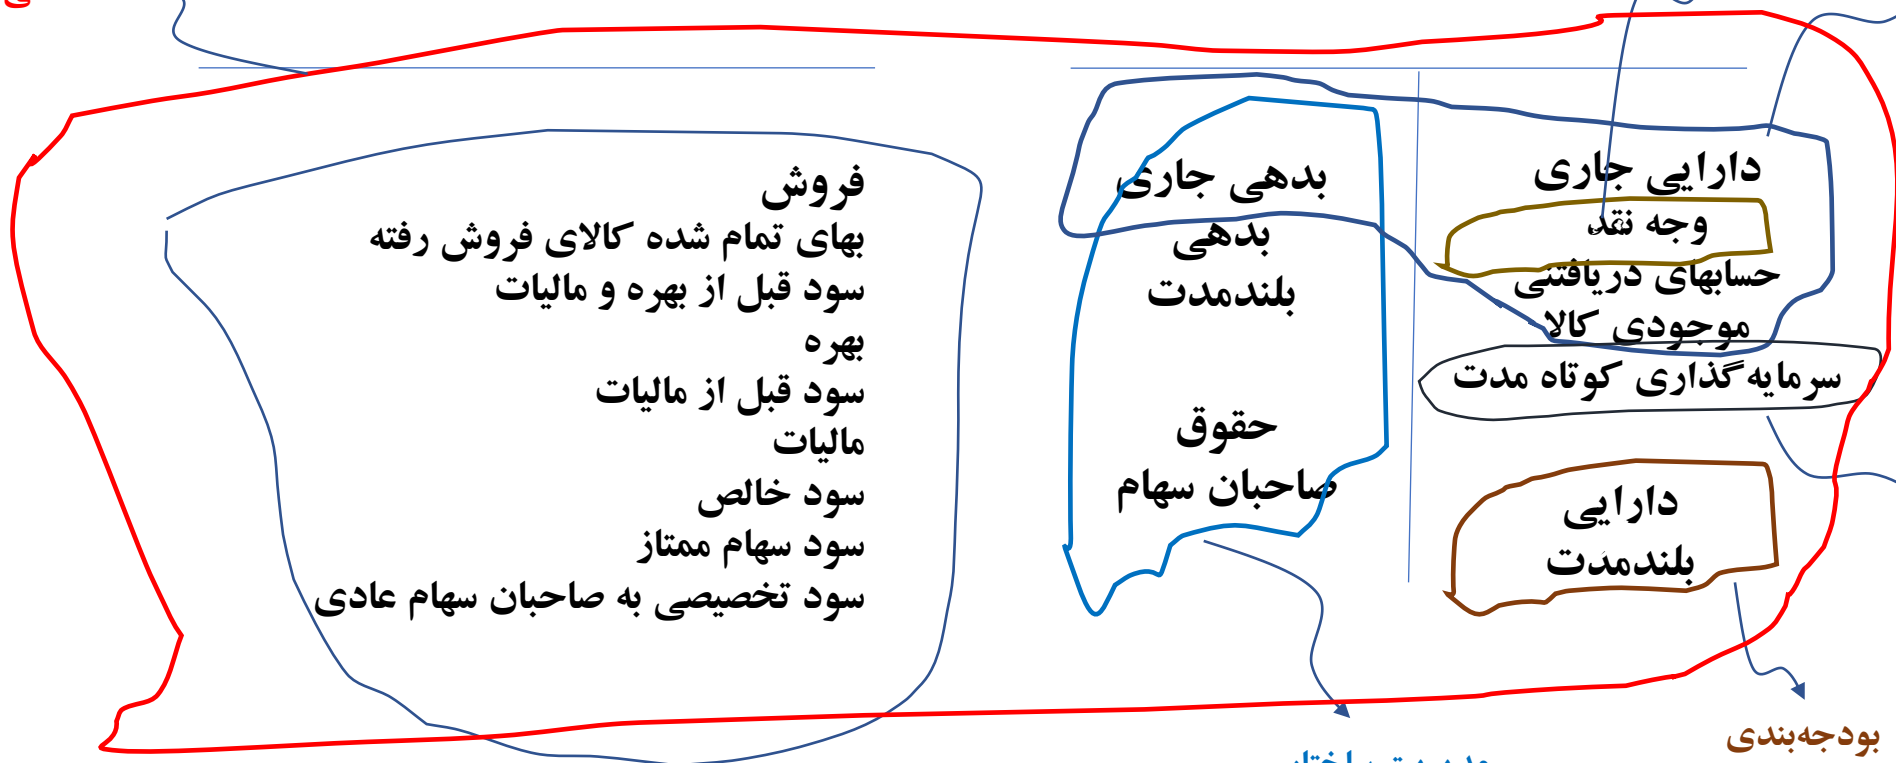 دارایی جاری
وجه نقد
حسابهای دریافتنی
موجودی کالا
سرمایه‌گذاری کوتاه مدت
دارایی
بلندمدت
بدهی جاری
بدهی
بلندمدت
حقوق
صاحبان سهام
فروش
بهای تمام شده کالای فروش رفته
سود قبل از بهره و مالیات
بهره
سود قبل از مالیات
مالیات
سود خالص
سود سهام ممتاز
سود تخصیصی به صاحبان سهام عادی
بودجه‌بندی